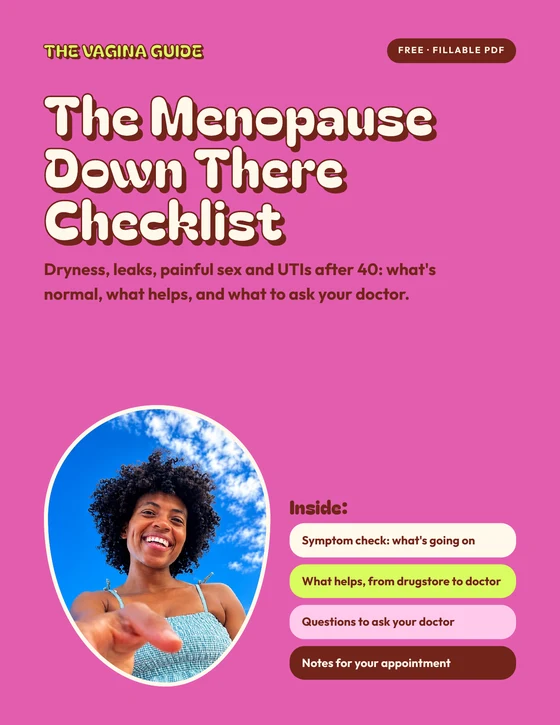 THE VAGINA GUIDE
FREE · FILLABLE PDF
The Menopause
Down There
Checklist
Dryness, leaks, painful sex and UTIs after 40: what's
normal, what helps, and what to ask your doctor.
Inside:
Symptom check: what's going on
What helps, from drugstore to doctor
Questions to ask your doctor
Notes for your appointment